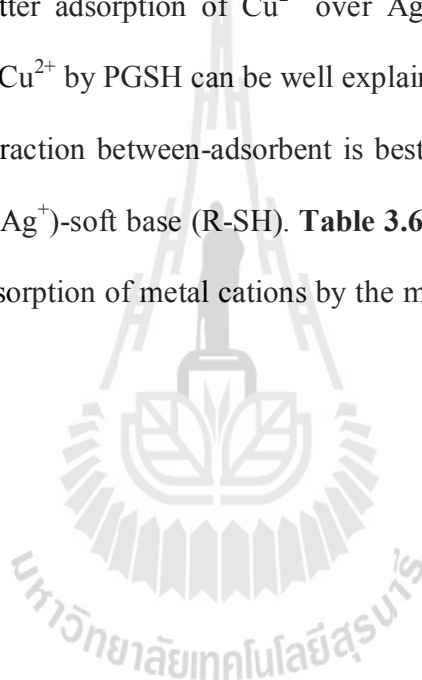 tter adsorption of Cu²⁺ over Ag
Cu²⁺ by PGSH can be well explain
raction between-adsorbent is best
Ag⁺)-soft base (R-SH). Table 3.6
sorption of metal cations by the m
มหาวิทยาลัยเทคโนโลยีสุรนารี